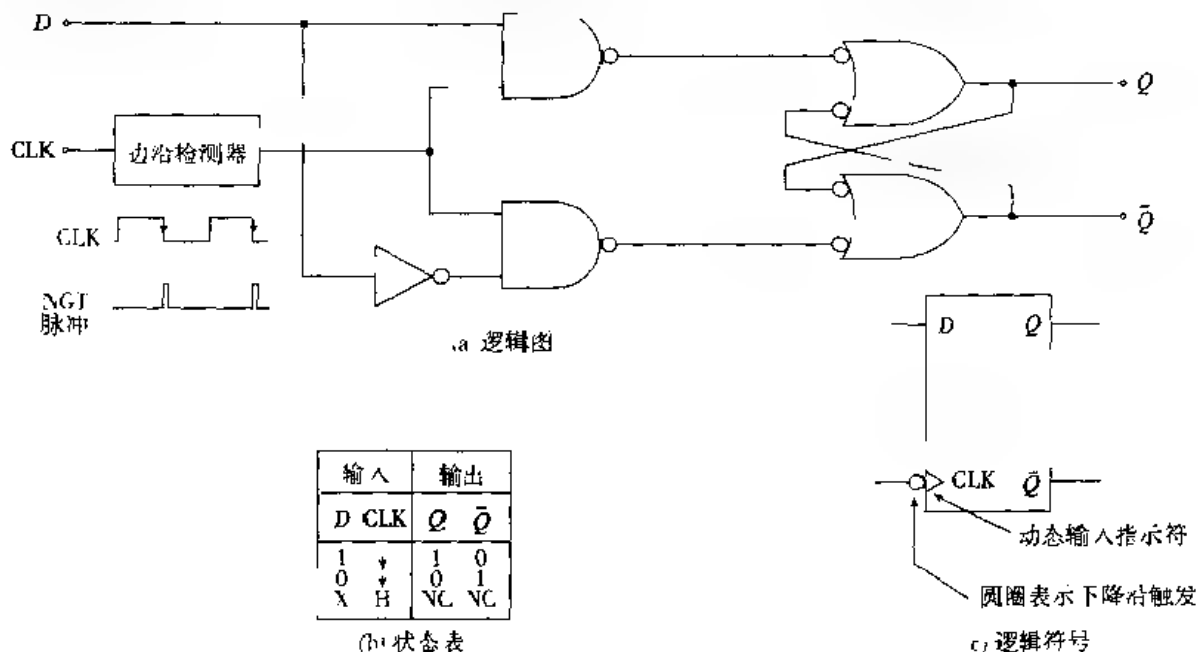 D
Q
CLK
边沿检测器
Q̄
CLK
NGT
脉冲
(a) 逻辑图
D Q
CLK Q̄
动态输入指示符
圆圈表示下降沿触发
c) 逻辑符号
输入 输出
D CLK Q Q̄
1 ↓ 1 0
0 ↓ 0 1
X H NC NC
(b) 状态表